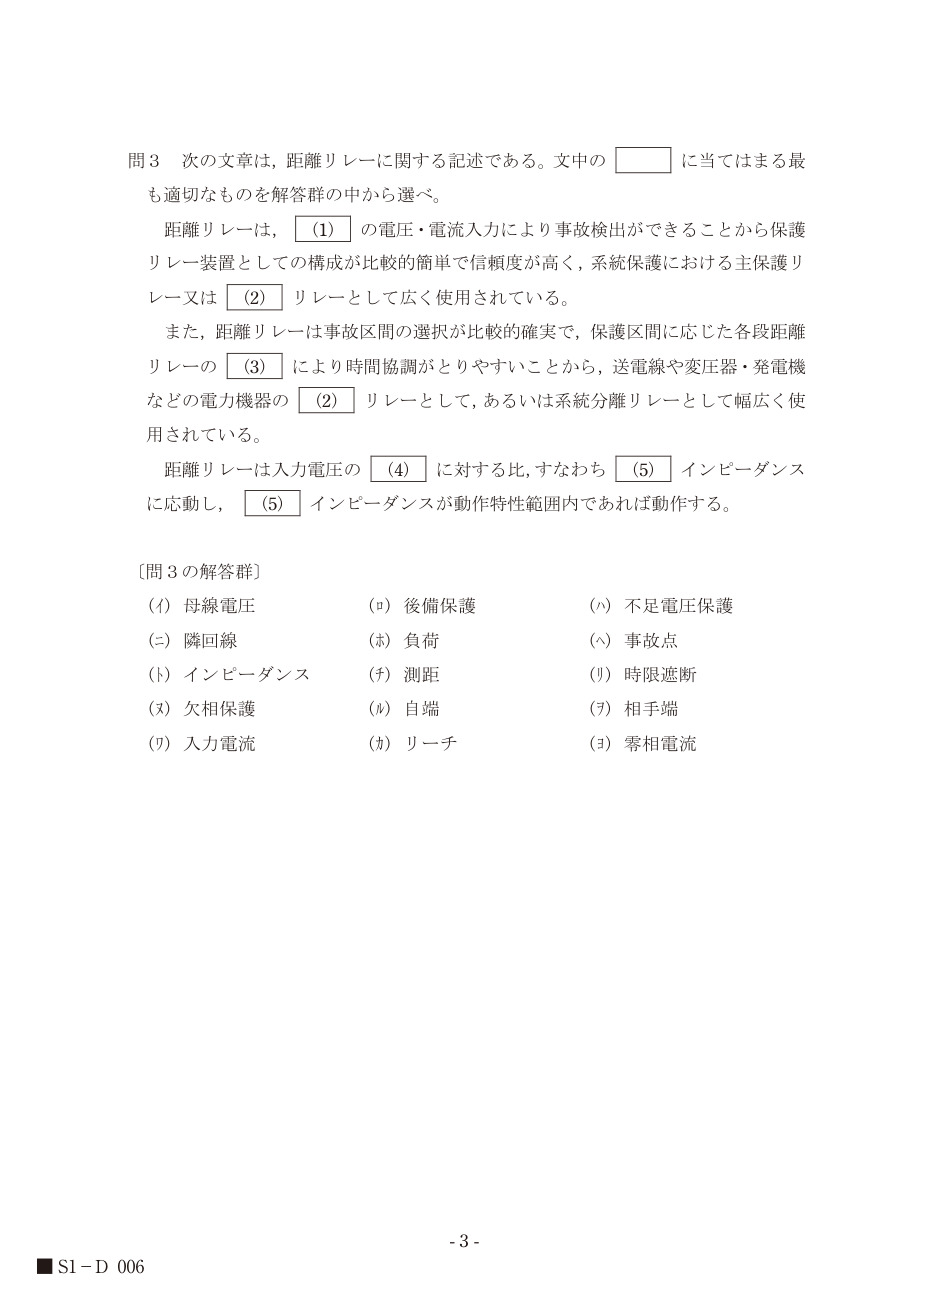 問３　次の文章は，距離リレーに関する記述である。文中の　　　に当てはまる最
も適切なものを解答群の中から選べ。
距離リレーは，（1）の電圧・電流入力により事故検出ができることから保護
リレー装置としての構成が比較的簡単で信頼度が高く，系統保護における主保護リ
レー又は（2）リレーとして広く使用されている。
また，距離リレーは事故区間の選択が比較的確実で，保護区間に応じた各段距離
リレーの（3）により時間協調がとりやすいことから，送電線や変圧器・発電機
などの電力機器の（2）リレーとして，あるいは系統分離リレーとして幅広く使
用されている。
距離リレーは入力電圧の（4）に対する比，すなわち（5）インピーダンス
に応動し，（5）インピーダンスが動作特性範囲内であれば動作する。
〔問３の解答群〕
（ｲ） 母線電圧　（ﾛ） 後備保護　（ﾊ） 不足電圧保護
（ﾆ） 隣回線　（ﾎ） 負荷　（ﾍ） 事故点
（ﾄ） インピーダンス　（ﾁ） 測距　（ﾘ） 時限遮断
（ﾇ） 欠相保護　（ﾙ） 自端　（ｦ） 相手端
（ﾜ） 入力電流　（ｶ） リーチ　（ﾖ） 零相電流
- 3 -
■ S1－D 006